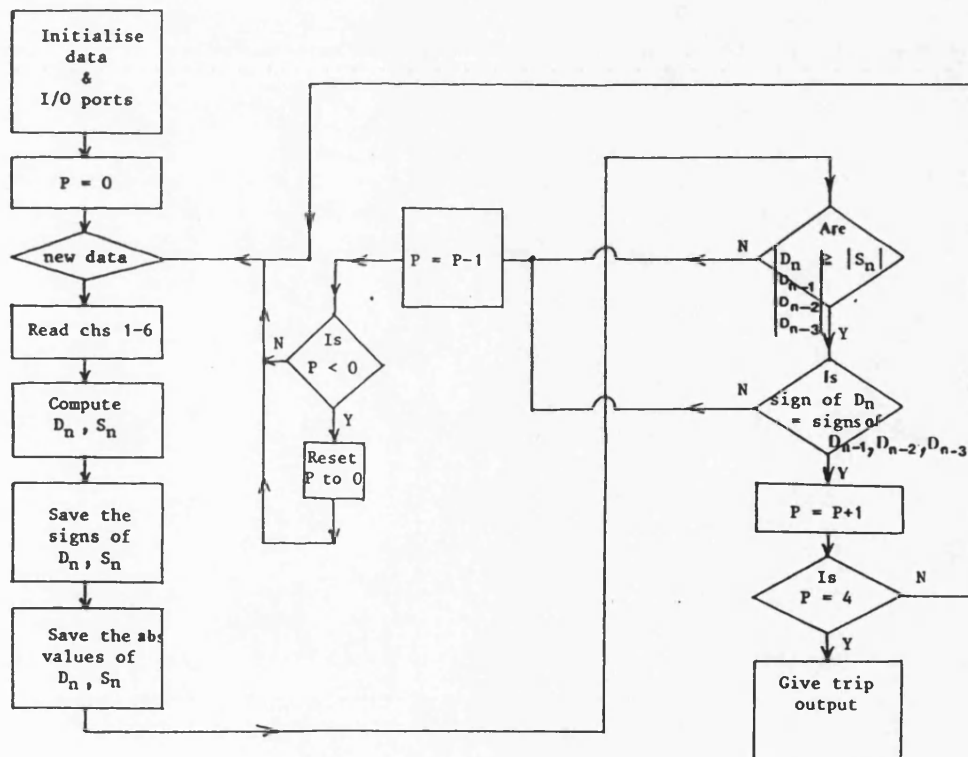 Initialise
data
&
I/O ports
P = 0
new data
Read chs 1-6
Compute
Dn, Sn
Save the
signs of
Dn, Sn
Save the abs
values of
Dn, Sn
P = P-1
N
Is
P < 0
Y
Reset
P to 0
Are
|Dn| ≥ |Sn|
Dn-1
Dn-2
Dn-3
N
Y
Is
sign of Dn
= signs of
Dn-1, Dn-2, Dn-3
N
Y
P = P+1
Is
P = 4
N
Y
Give trip
output